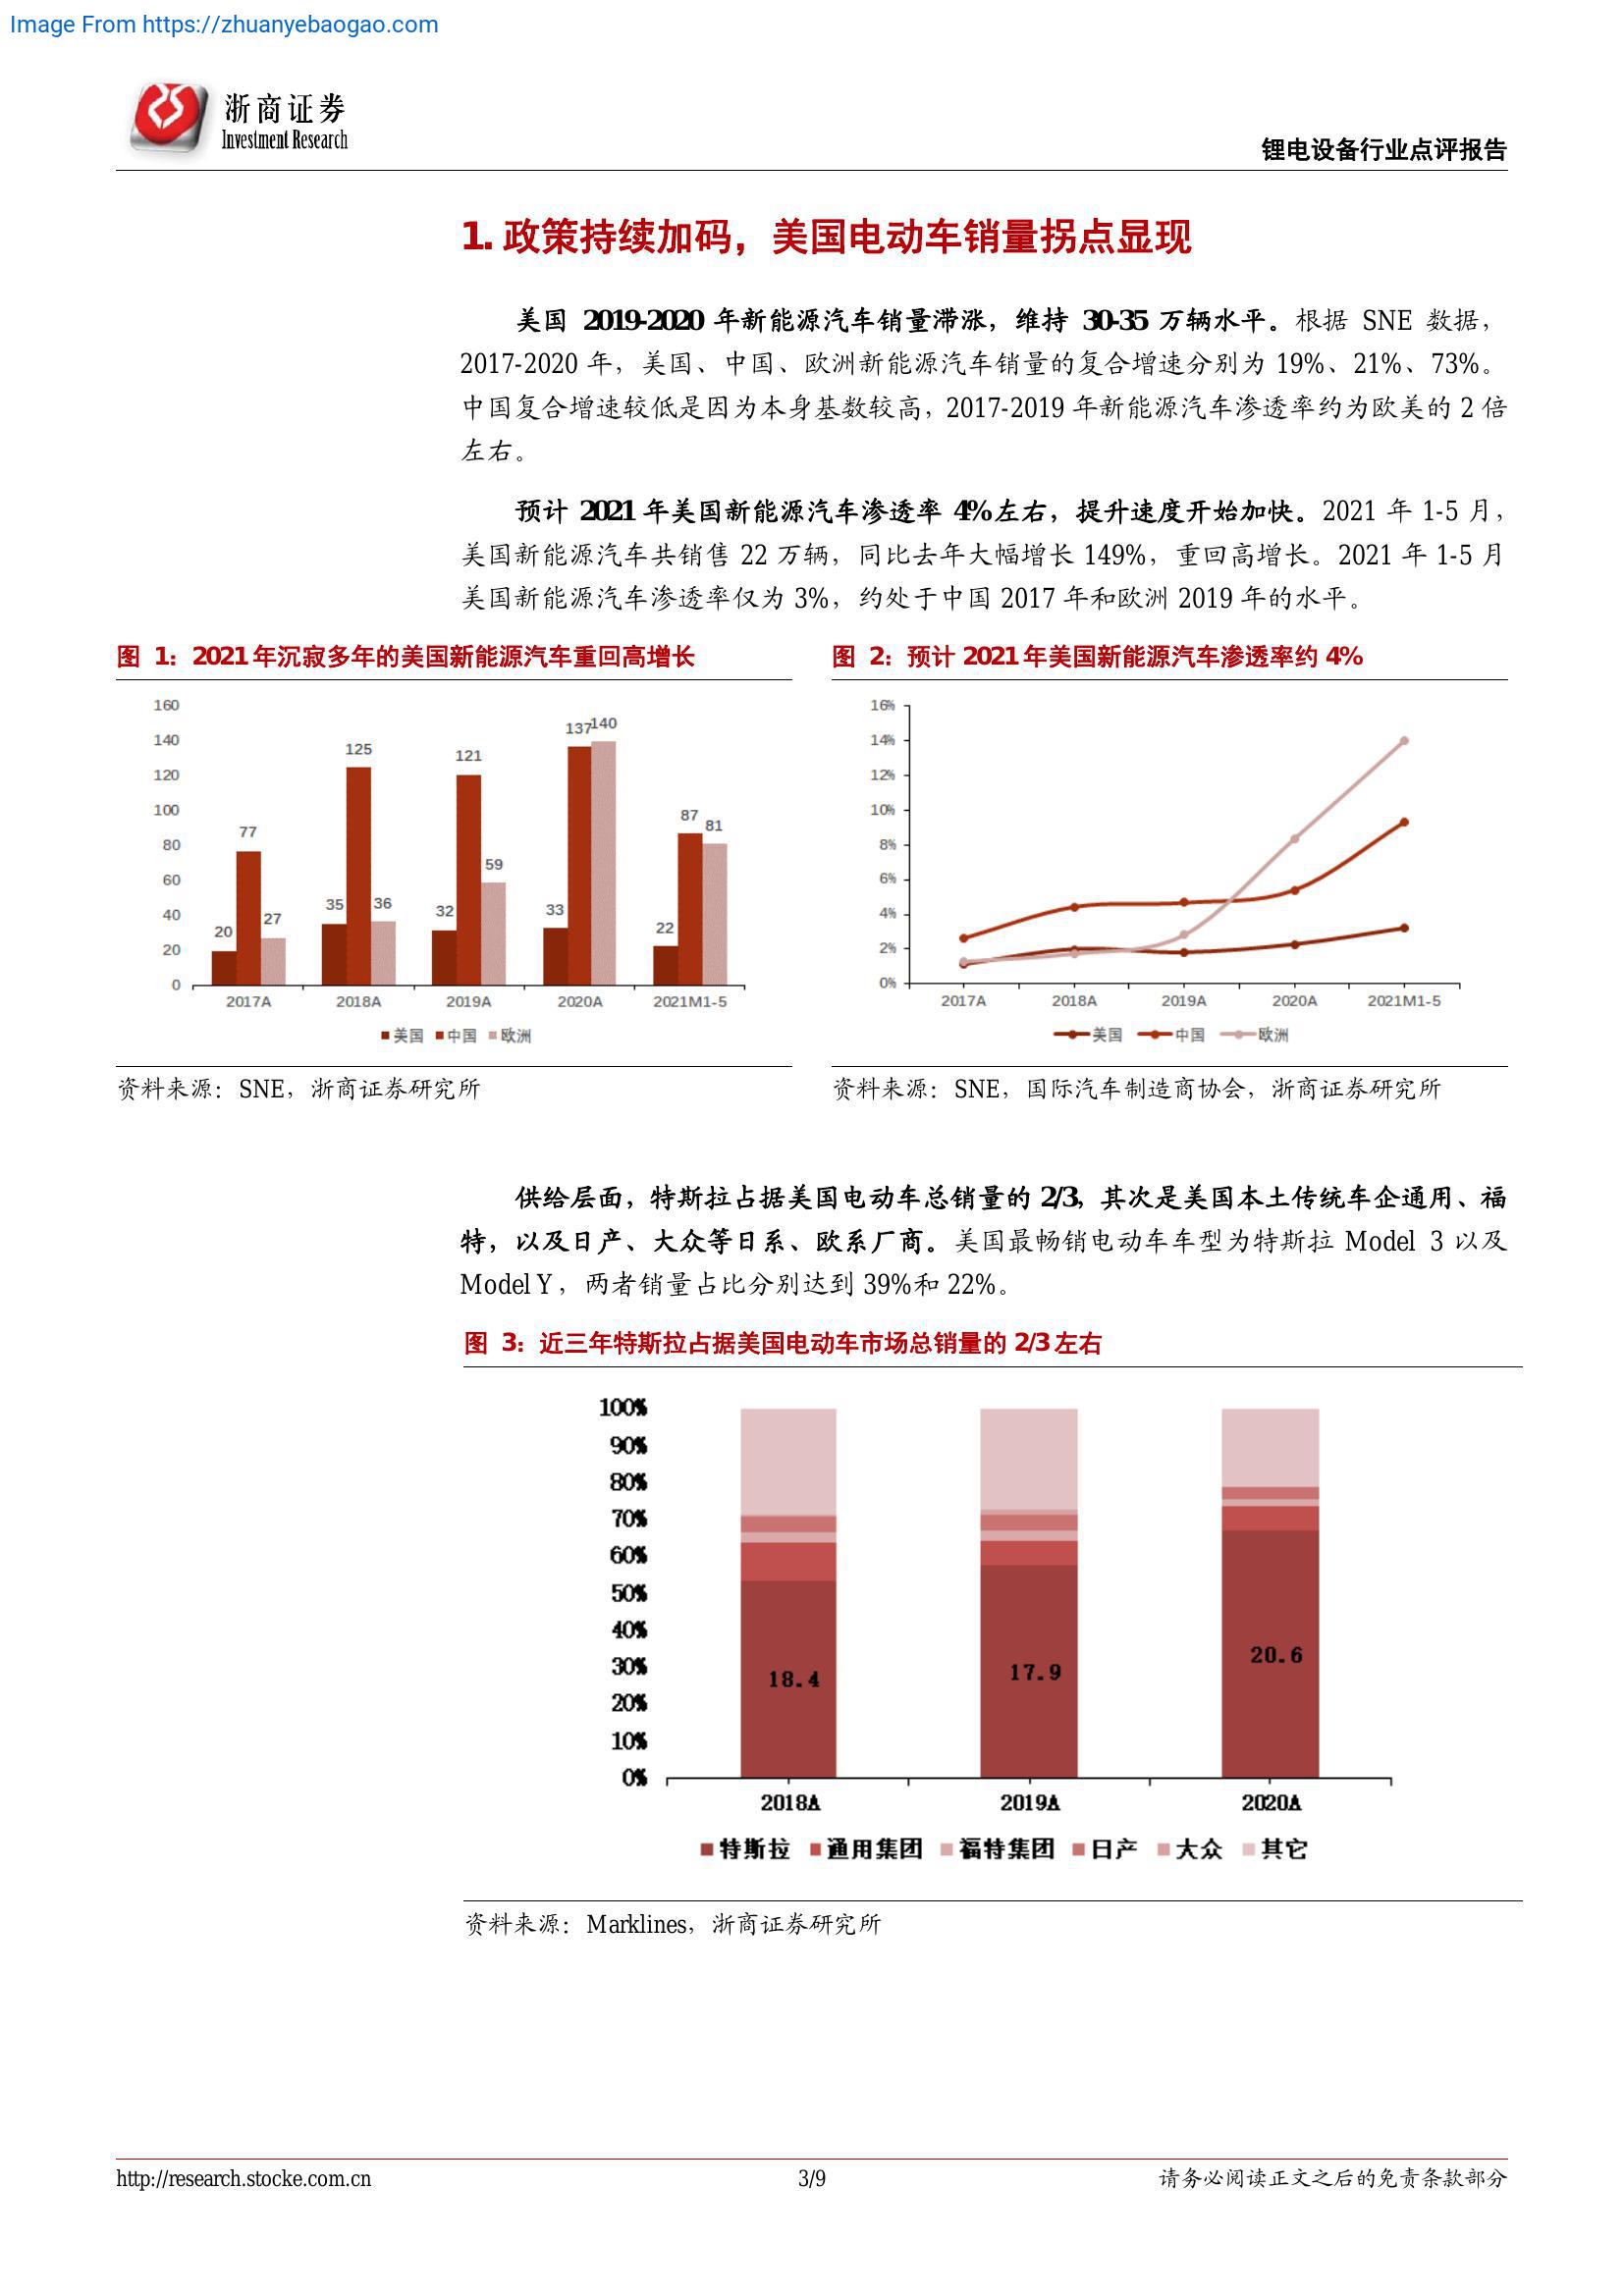 Image From https://zhuanyebaogao.com
浙商证券
Investment Research
锂电设备行业点评报告
1. 政策持续加码，美国电动车销量拐点显现
美国 2019-2020 年新能源汽车销量滞涨，维持 30-35 万辆水平。根据 SNE 数据，
2017-2020 年，美国、中国、欧洲新能源汽车销量的复合增速分别为 19%、21%、73%。
中国复合增速较低是因为本身基数较高，2017-2019 年新能源汽车渗透率约为欧美的 2 倍
左右。
预计 2021 年美国新能源汽车渗透率 4%左右，提升速度开始加快。2021 年 1-5 月，
美国新能源汽车共销售 22 万辆，同比去年大幅增长 149%，重回高增长。2021 年 1-5 月
美国新能源汽车渗透率仅为 3%，约处于中国 2017 年和欧洲 2019 年的水平。
图 1：2021 年沉寂多年的美国新能源汽车重回高增长
160
140
120
100
80
60
40
20
0
20
77
27
35
125
36
32
121
59
33
137
140
22
87
81
2017A
2018A
2019A
2020A
2021M1-5
美国 中国 欧洲
资料来源：SNE，浙商证券研究所
图 2：预计 2021 年美国新能源汽车渗透率约 4%
16%
14%
12%
10%
8%
6%
4%
2%
0%
2017A
2018A
2019A
2020A
2021M1-5
美国 中国 欧洲
资料来源：SNE，国际汽车制造商协会，浙商证券研究所
供给层面，特斯拉占据美国电动车总销量的 2/3，其次是美国本土传统车企通用、福
特，以及日产、大众等日系、欧系厂商。美国最畅销电动车车型为特斯拉 Model 3 以及
Model Y，两者销量占比分别达到 39%和 22%。
图 3：近三年特斯拉占据美国电动车市场总销量的 2/3 左右
100%
90%
80%
70%
60%
50%
40%
30%
20%
10%
0%
18.4
17.9
20.6
2018A
2019A
2020A
特斯拉 通用集团 福特集团 日产 大众 其它
资料来源：Marklines，浙商证券研究所
http://research.stocke.com.cn
3/9
请务必阅读正文之后的免责条款部分